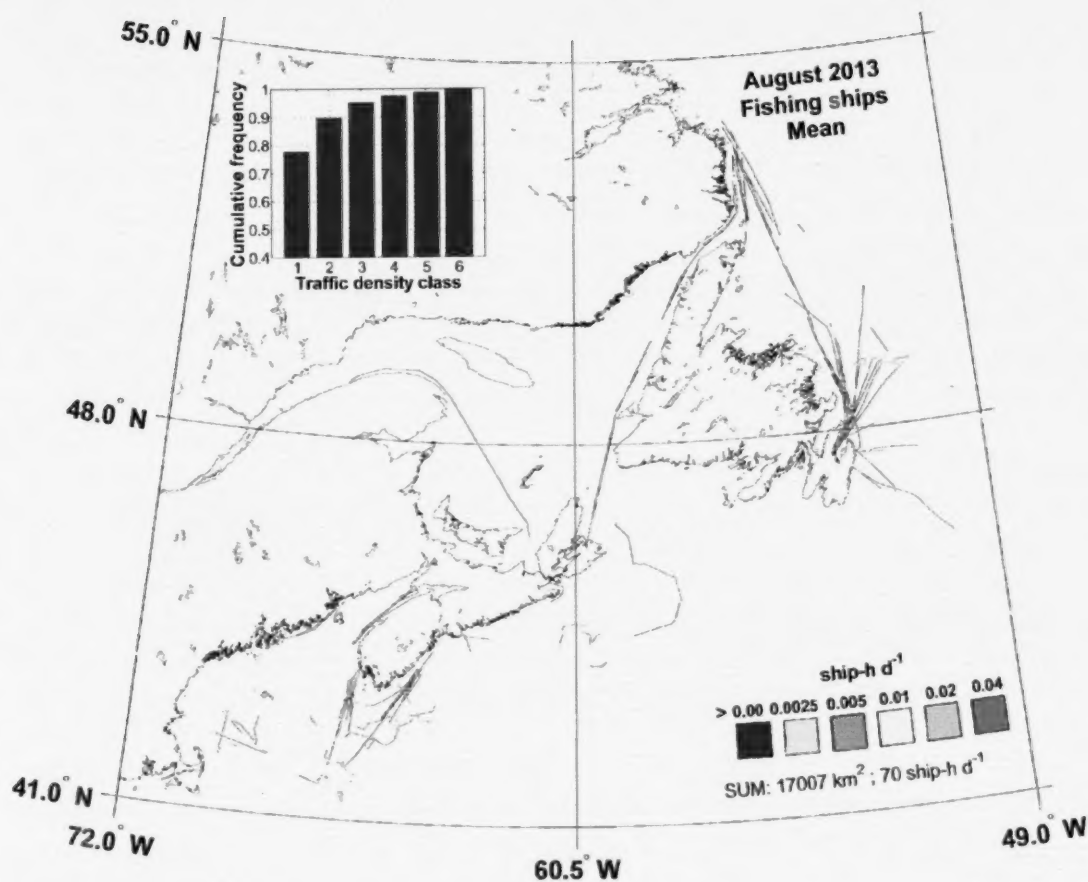 55.0° N
August 2013
Fishing ships
Mean
Cumulative frequency
1
0.9
0.8
0.7
0.6
0.5
0.4
1 2 3 4 5 6
Traffic density class
48.0° N
ship-h d⁻¹
> 0.00 0.0025 0.005 0.01 0.02 0.04
SUM: 17007 km² ; 70 ship-h d⁻¹
41.0° N
72.0° W
60.5° W
49.0° W